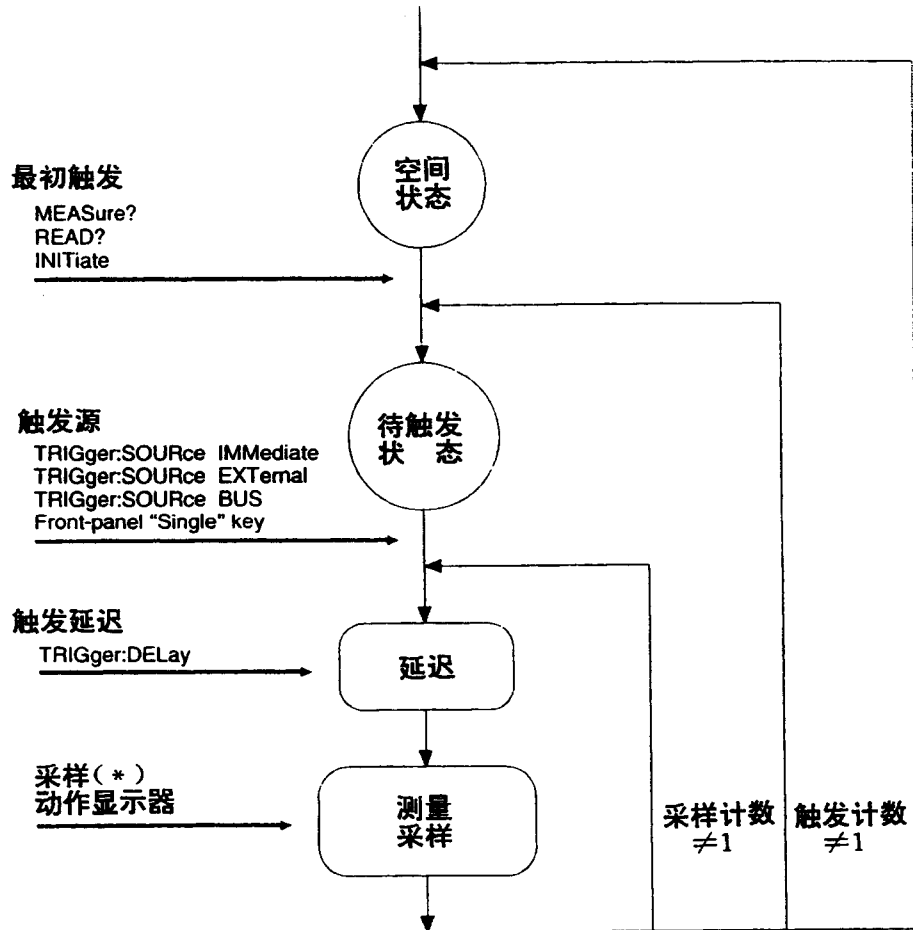 空间
状态
最初触发
MEASure?
READ?
INITiate
待触发
状 态
触发源
TRIGger:SOURce IMMediate
TRIGger:SOURce EXTernal
TRIGger:SOURce BUS
Front-panel “Single” key
触发延迟
TRIGger:DELay
延迟
采样(*)
动作显示器
测量
采样
采样计数
≠1
触发计数
≠1